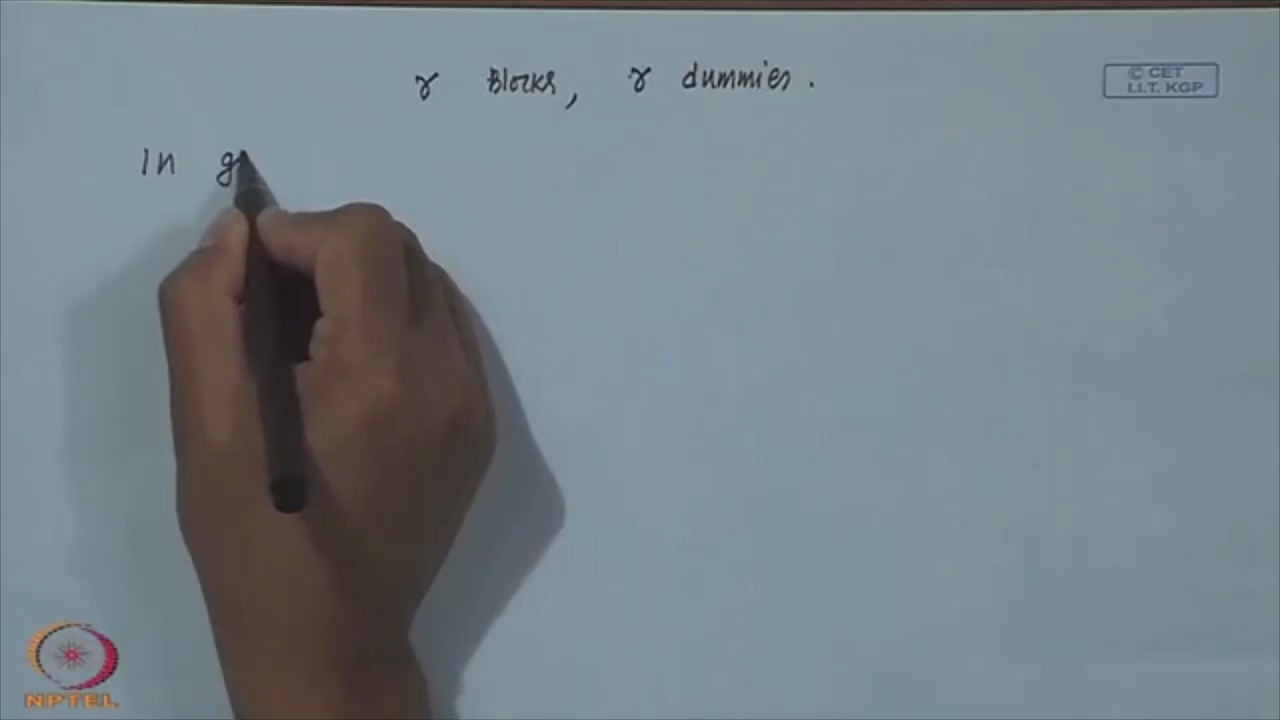 r Blocks, r dummies.
© CET
I.I.T. KGP
In g
NPTEL